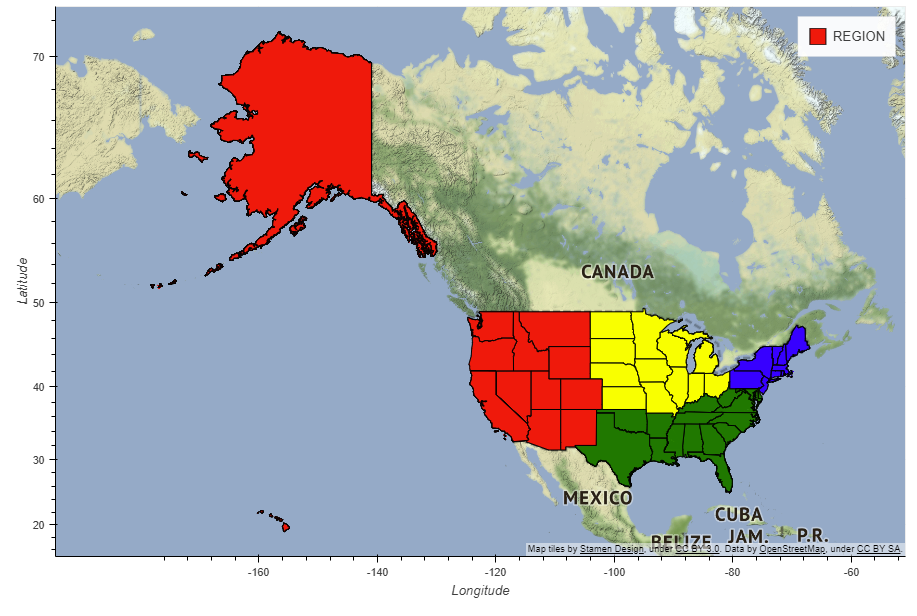 REGION
70
60
50
40
30
20
Latitude
CANADA
MEXICO
CUBA
BELIZE
JAM.
P.R.
Map tiles by Stamen Design, under CC BY 3.0. Data by OpenStreetMap, under CC BY SA.
-160
-140
-120
-100
-80
-60
Longitude